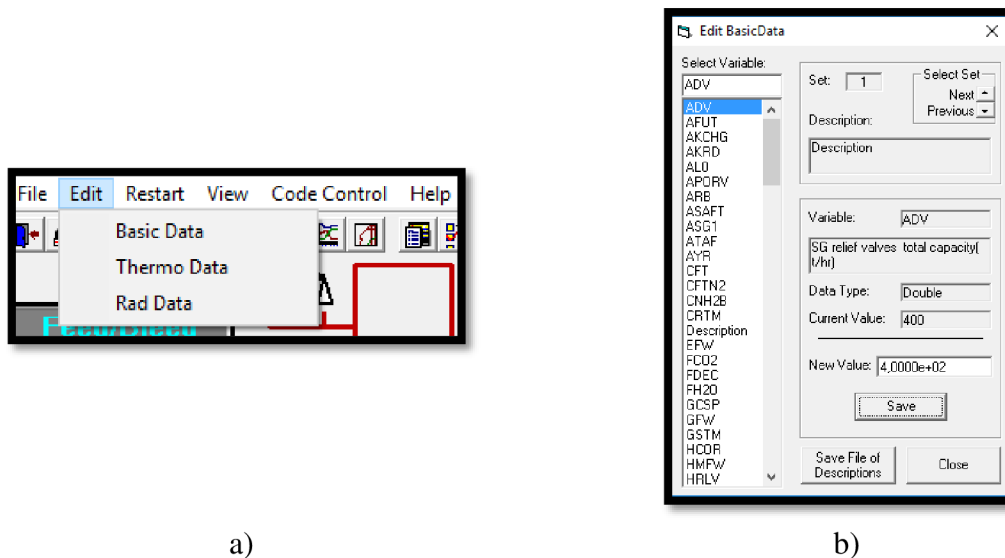 File Edit Restart View Code Control Help
Basic Data
Thermo Data
Rad Data
Feed/Bleed
a)
Edit BasicData
Select Variable:
ADV
ADV
AFUT
AKCHG
AKRD
AL0
APORV
ARB
ASAFT
ASG1
ATAF
AYR
CFT
CFTN2
CNH2B
CRTM
Description
EFW
FCO2
FDEC
FH2O
GCSP
GFW
GSTM
HCOR
HMFW
HRLV
Set: 1
Select Set
Next
Previous
Description:
Description
Variable: ADV
SG relief valves total capacity(
t/hr)
Data Type: Double
Current Value: 400
New Value: 4,0000e+02
Save
Save File of
Descriptions
Close
b)